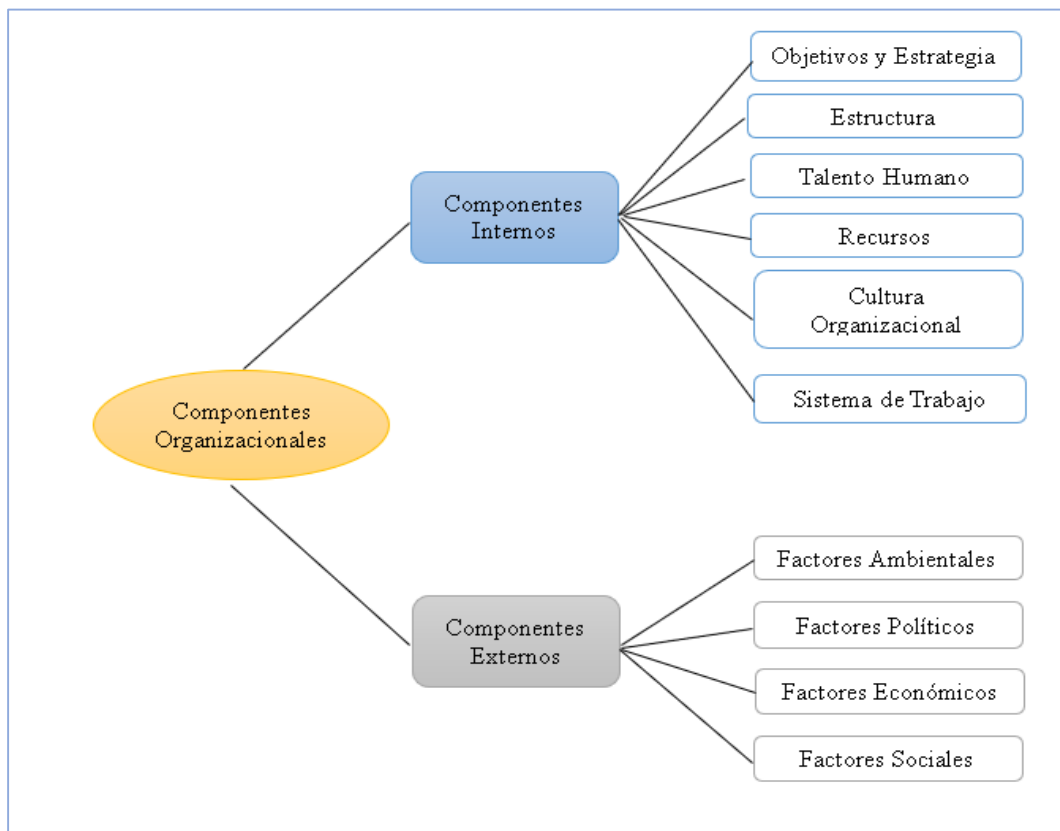 Componentes
Organizacionales
Componentes
Internos
Objetivos y Estrategia
Estructura
Talento Humano
Recursos
Cultura
Organizacional
Sistema de Trabajo
Componentes
Externos
Factores Ambientales
Factores Políticos
Factores Económicos
Factores Sociales